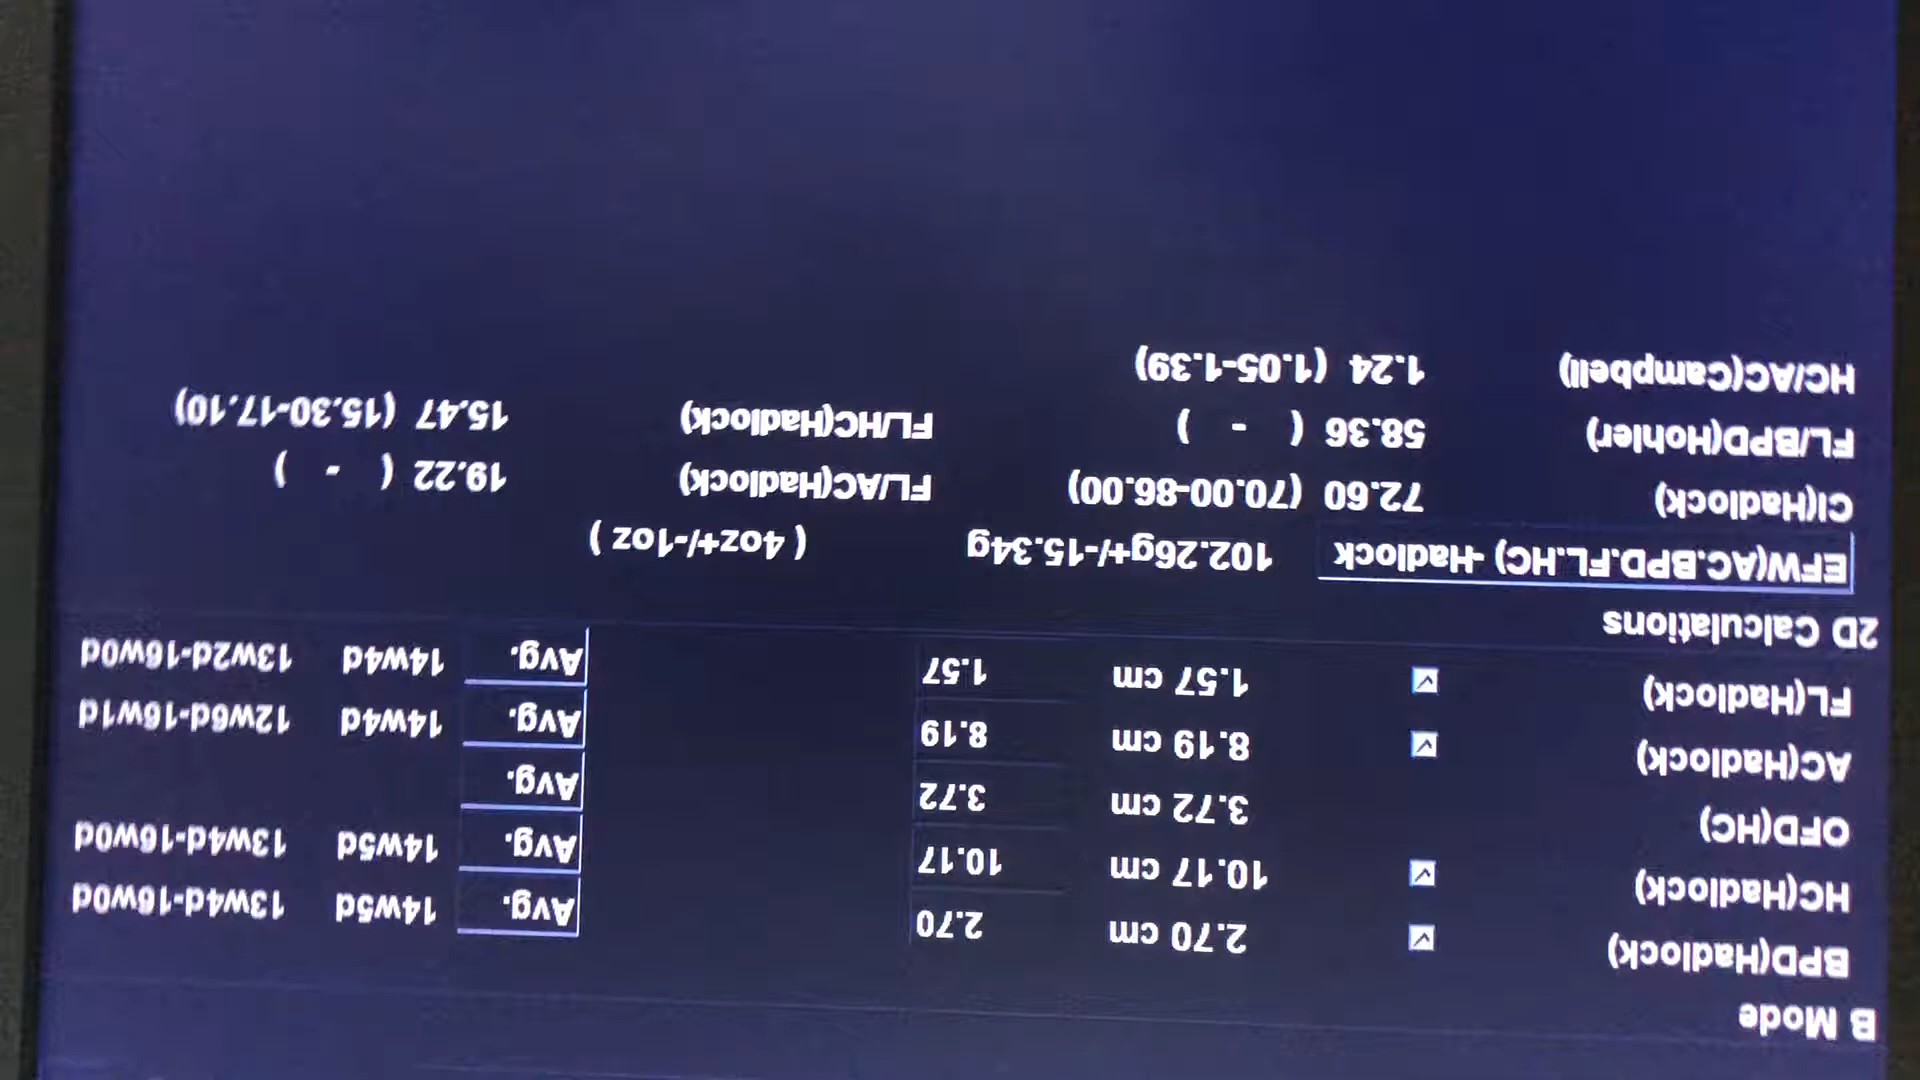 B Mode
BPD(Hadlock) 2.70 cm 2.70 Avg. 14w5d 13w4d-16w0d
HC(Hadlock) 10.17 cm 10.17 Avg. 14w5d 13w4d-16w0d
OFD(HC) 3.72 cm 3.72 Avg.
AC(Hadlock) 8.19 cm 8.19 Avg. 14w4d 12w6d-16w1d
FL(Hadlock) 1.57 cm 1.57 Avg. 14w4d 13w2d-16w0d
2D Calculations
EFW(AC.BPD.FL.HC) -Hadlock 102.26g+/-15.34g ( 4oz+/-1oz )
CI(Hadlock) 72.60 (70.00-86.00) FL/AC(Hadlock) 19.22 ( - )
FL/BPD(Hohler) 58.36 ( - ) FL/HC(Hadlock) 15.47 (15.30-17.10)
HC/AC(Campbell) 1.24 (1.05-1.39)